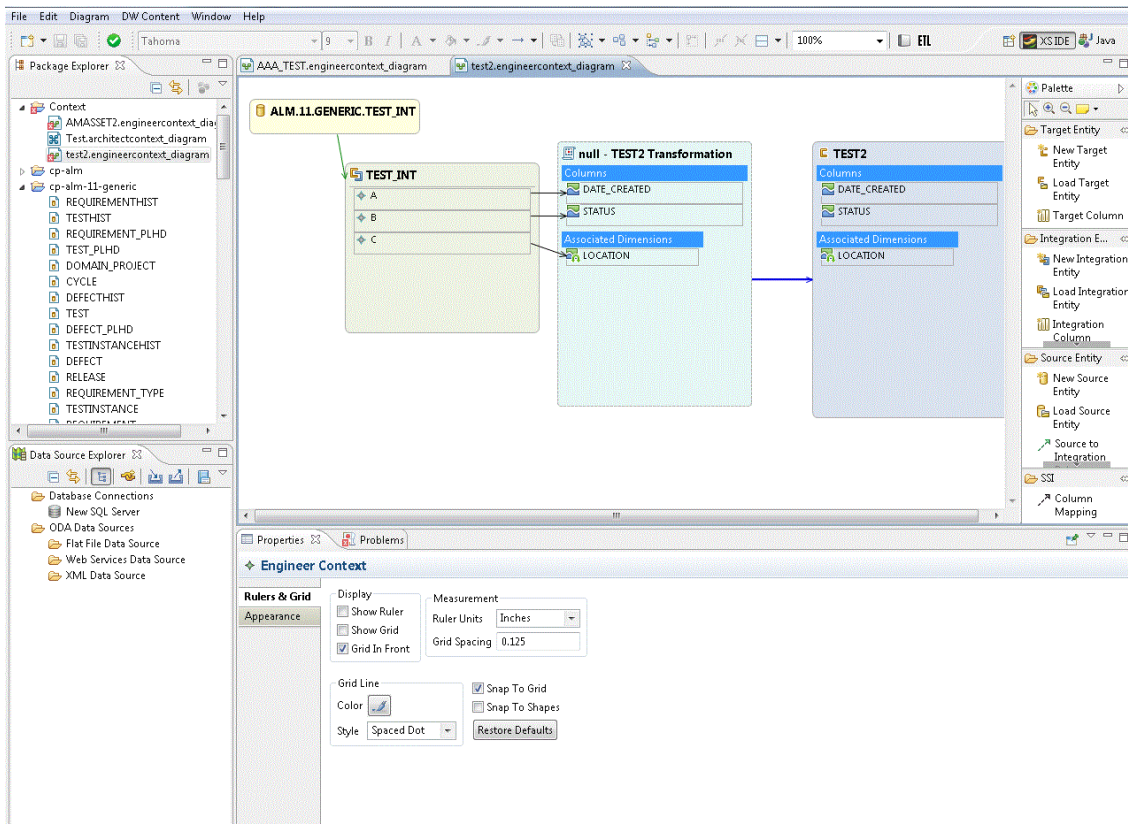 File Edit Diagram DW Content Window Help
Tahoma 9 B I A 100% ETL XS IDE Java
Package Explorer
Context
AMASSET2.engineercontext_dia
Test.architectcontext_diagram
test2.engineercontext_diagram
cp-alm
cp-alm-11-generic
REQUIREMENTHIST
TESTHIST
REQUIREMENT_PLHD
TEST_PLHD
DOMAIN_PROJECT
CYCLE
DEFECTHIST
TEST
DEFECT_PLHD
TESTINSTANCEHIST
DEFECT
RELEASE
REQUIREMENT_TYPE
TESTINSTANCE
REQUIREMENT
Data Source Explorer
Database Connections
New SQL Server
ODA Data Sources
Flat File Data Source
Web Services Data Source
XML Data Source
AAA_TEST.engineercontext_diagram
test2.engineercontext_diagram
ALM.11.GENERIC.TEST_INT
TEST_INT
A
B
C
null - TEST2 Transformation
Columns
DATE_CREATED
STATUS
Associated Dimensions
LOCATION
TEST2
Columns
DATE_CREATED
STATUS
Associated Dimensions
LOCATION
Palette
Target Entity
New Target
Entity
Load Target
Entity
Target Column
Integration E...
New Integration
Entity
Load Integration
Entity
Integration
Column
Source Entity
New Source
Entity
Load Source
Entity
Source to
Integration
SSI
Column
Mapping
Properties
Problems
Engineer Context
Rulers & Grid
Appearance
Display
Show Ruler
Show Grid
Grid In Front
Measurement
Ruler Units Inches
Grid Spacing 0.125
Grid Line
Color
Style Spaced Dot
Snap To Grid
Snap To Shapes
Restore Defaults